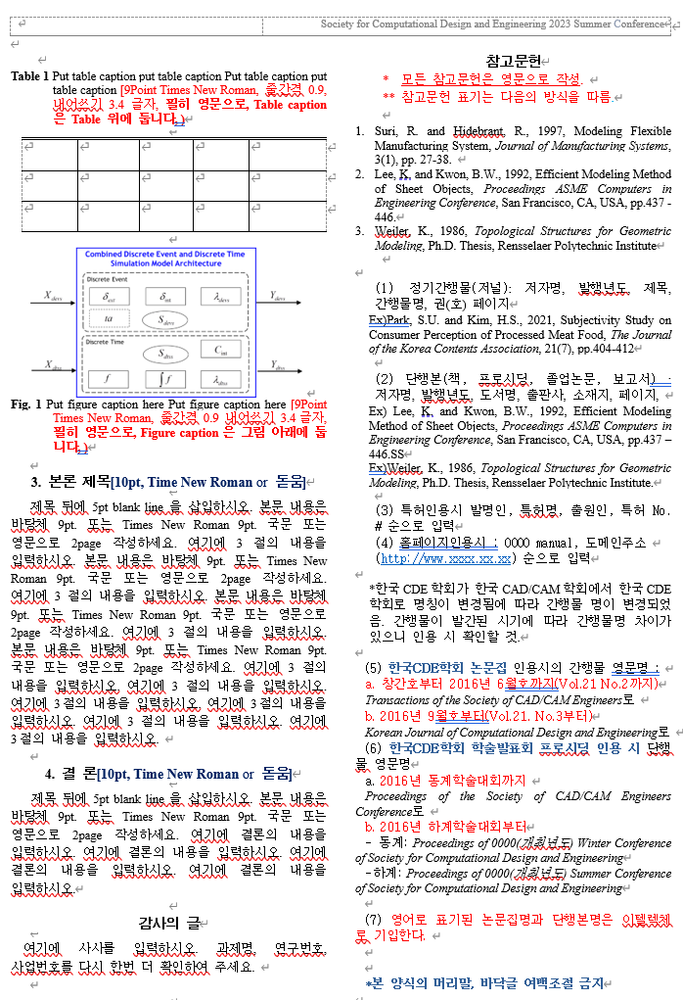 Society for Computational Design and Engineering 2023 Summer Conference
Table 1 Put table caption put table caption Put table caption put
table caption [9Point Times New Roman, 줄간격 0.9,
내어쓰기 3.4 글자, 필히 영문으로, Table caption
은 Table 위에 둡니다.)
Combined Discrete Event and Discrete Time
Simulation Model Architecture
Discrete Event
X_devs
δ_ext
δ_int
λ_devs
Y_devs
ta
S_devs
Discrete Time
S_dtss
C_int
X_dtss
f
∫f
λ_dtss
Y_dtss
Fig. 1 Put figure caption here Put figure caption here [9Point
Times New Roman, 줄간격 0.9 내어쓰기 3.4 글자,
필히 영문으로, Figure caption 은 그림 아래에 둡
니다.)
3. 본론 제목[10pt, Time New Roman or 돋움]
제목 뒤에 5pt blank line 을 삽입하시오. 본문 내용은
바탕체 9pt. 또는 Times New Roman 9pt. 국문 또는
영문으로 2page 작성하세요. 여기에 3 절의 내용을
입력하시오. 본문 내용은 바탕체 9pt. 또는 Times New
Roman 9pt. 국문 또는 영문으로 2page 작성하세요.
여기에 3 절의 내용을 입력하시오. 본문 내용은 바탕체
9pt. 또는 Times New Roman 9pt. 국문 또는 영문으로
2page 작성하세요. 여기에 3 절의 내용을 입력하시오.
본문 내용은 바탕체 9pt. 또는 Times New Roman 9pt.
국문 또는 영문으로 2page 작성하세요. 여기에 3 절의
내용을 입력하시오. 여기에 3 절의 내용을 입력하시오.
여기에 3절의 내용을 입력하시오. 여기에 3절의 내용을
입력하시오. 여기에 3 절의 내용을 입력하시오. 여기에
3절의 내용을 입력하시오.
4. 결 론[10pt, Time New Roman or 돋움]
제목 뒤에 5pt blank line 을 삽입하시오. 본문 내용은
바탕체 9pt. 또는 Times New Roman 9pt. 국문 또는
영문으로 2page 작성하세요. 여기에 결론의 내용을
입력하시오. 여기에 결론의 내용을 입력하시오. 여기에
결론의 내용을 입력하시오. 여기에 결론의 내용을
입력하시오.
감사의 글
여기에 사사를 입력하시오. 과제명, 연구번호,
사업번호를 다시 한번 더 확인하여 주세요.
참고문헌
* 모든 참고문헌은 영문으로 작성.
** 참고문헌 표기는 다음의 방식을 따름.
1. Suri, R. and Hidebrant, R., 1997, Modeling Flexible
Manufacturing System, Journal of Manufacturing Systems,
3(1), pp. 27-38.
2. Lee, K, and Kwon, B.W., 1992, Efficient Modeling Method
of Sheet Objects, Proceedings ASME Computers in
Engineering Conference, San Francisco, CA, USA, pp.437 -
446.
3. Weiler, K., 1986, Topological Structures for Geometric
Modeling, Ph.D. Thesis, Rensselaer Polytechnic Institute
(1) 정기간행물(저널): 저자명, 발행년도, 제목,
간행물명, 권(호) 페이지
Ex)Park, S.U. and Kim, H.S., 2021, Subjectivity Study on
Consumer Perception of Processed Meat Food, The Journal
of the Korea Contents Association, 21(7), pp.404-412
(2) 단행본(책, 프로시딩, 졸업논문, 보고서) :
저자명, 발행년도, 도서명, 출판사, 소재지, 페이지,
Ex) Lee, K, and Kwon, B.W., 1992, Efficient Modeling
Method of Sheet Objects, Proceedings ASME Computers in
Engineering Conference, San Francisco, CA, USA, pp.437 –
446.SS
Ex)Weiler, K., 1986, Topological Structures for Geometric
Modeling, Ph.D. Thesis, Rensselaer Polytechnic Institute.
(3) 특허인용시 발명인, 특허명, 출원인, 특허 No.
# 순으로 입력
(4) 홈페이지인용시 : 0000 manual, 도메인주소
(http://www.xxxx.xx.xx) 순으로 입력
*한국 CDE 학회가 한국 CAD/CAM 학회에서 한국 CDE
학회로 명칭이 변경됨에 따라 간행물 명이 변경되었
음. 간행물이 발간된 시기에 따라 간행물명 차이가
있으니 인용 시 확인할 것.
(5) 한국CDE학회 논문집 인용시의 간행물 영문명 :
a. 창간호부터 2016년 6월호까지(Vol.21 No.2까지)
Transactions of the Society of CAD/CAM Engineers로
b. 2016년 9월호부터(Vol.21. No.3부터)
Korean Journal of Computational Design and Engineering로
(6) 한국CDE학회 학술발표회 프로시딩 인용 시 단행
물 영문명
a. 2016년 동계학술대회까지
Proceedings of the Society of CAD/CAM Engineers
Conference로
b. 2016년 하계학술대회부터
- 동계: Proceedings of 0000(개최년도) Winter Conference
of Society for Computational Design and Engineering
-하계: Proceedings of 0000(개최년도) Summer Conference
of Society for Computational Design and Engineering
(7) 영어로 표기된 논문집명과 단행본명은 이텔렉체
로 기입한다.
*본 양식의 머리말, 바닥글 여백조절 금지